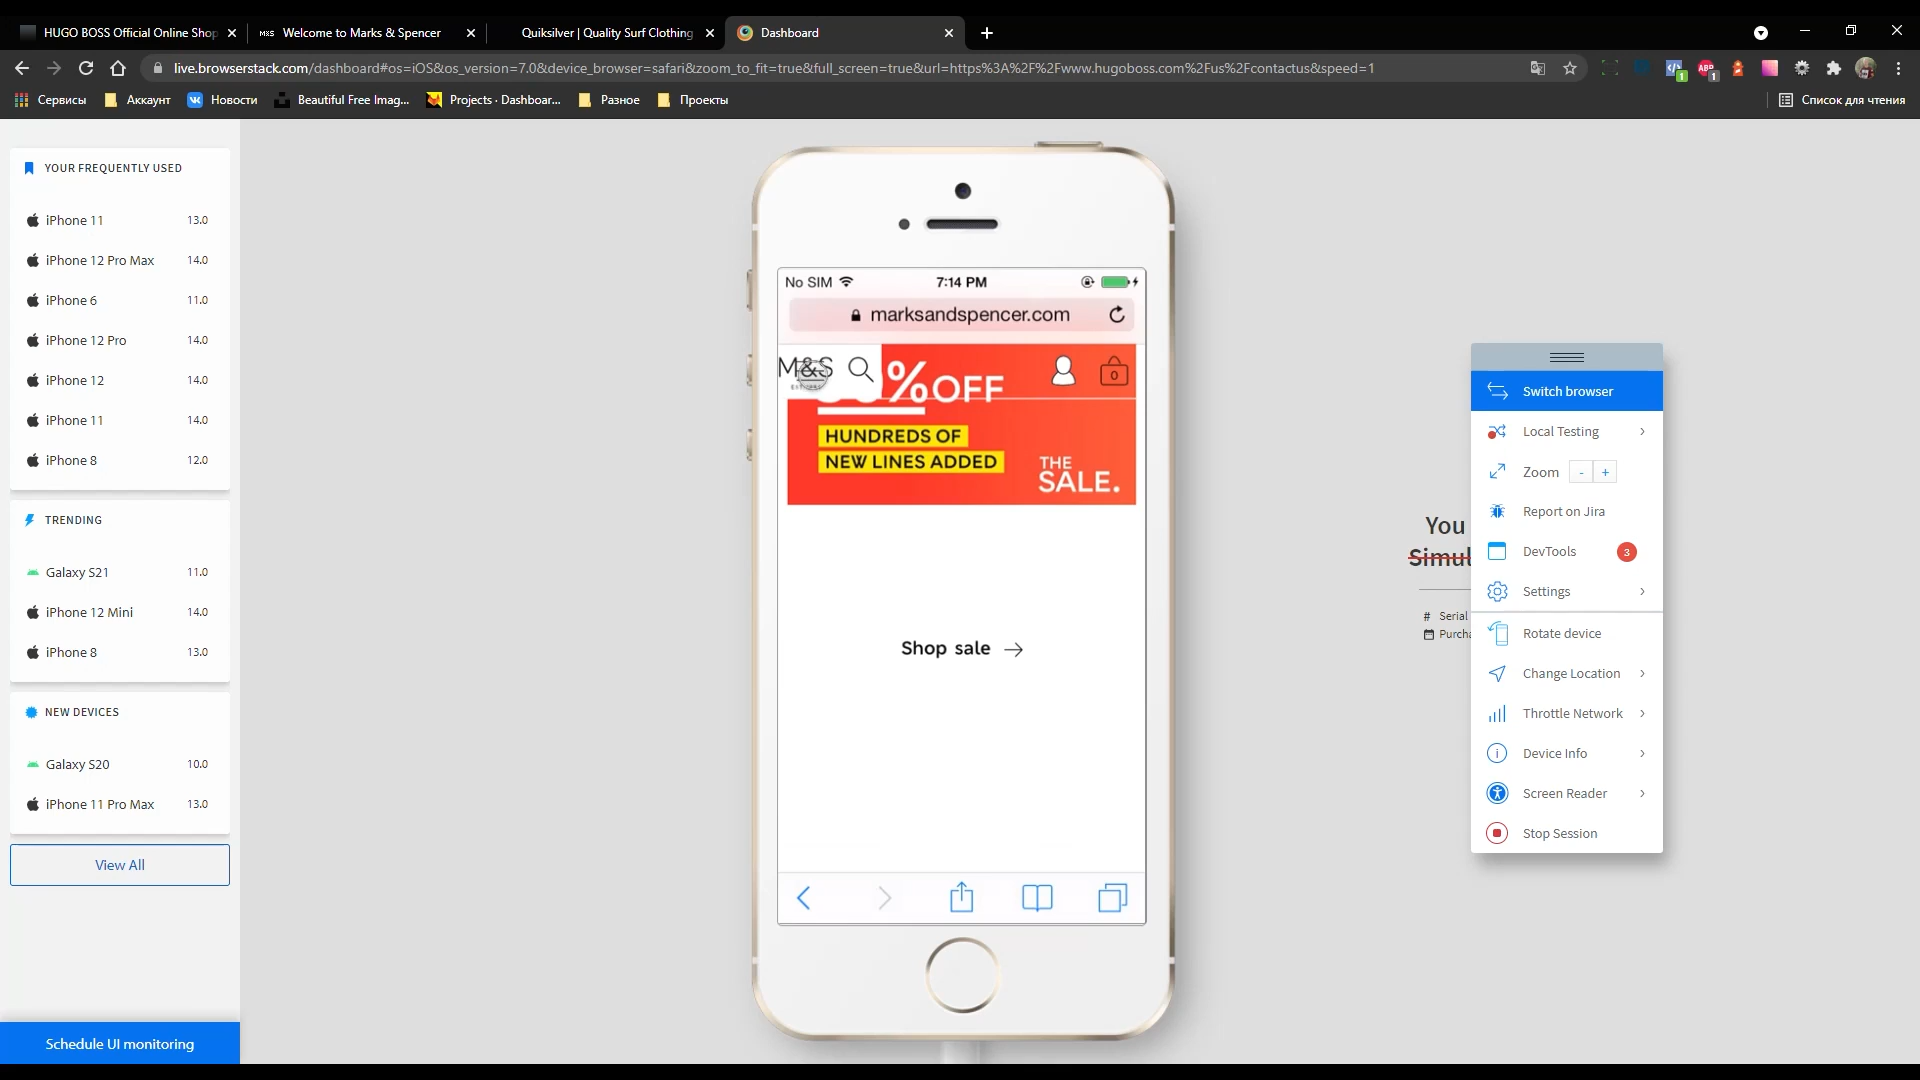 HUGO BOSS Official Online Shop
M&S Welcome to Marks & Spencer
Quiksilver | Quality Surf Clothing
Dashboard
live.browserstack.com/dashboard#os=iOS&os_version=7.0&device_browser=safari&zoom_to_fit=true&full_screen=true&url=https%3A%2F%2Fwww.hugoboss.com%2Fus%2Fcontactus&speed=1
1
ABP 1
Сервисы
Аккаунт
Новости
Beautiful Free Imag...
Projects · Dashboar...
Разное
Проекты
Список для чтения
YOUR FREQUENTLY USED
iPhone 11 13.0
iPhone 12 Pro Max 14.0
iPhone 6 11.0
iPhone 12 Pro 14.0
iPhone 12 14.0
iPhone 11 14.0
iPhone 8 12.0
TRENDING
Galaxy S21 11.0
iPhone 12 Mini 14.0
iPhone 8 13.0
NEW DEVICES
Galaxy S20 10.0
iPhone 11 Pro Max 13.0
View All
Schedule UI monitoring
No SIM 7:14 PM
marksandspencer.com
M&S
0
% OFF
HUNDREDS OF
NEW LINES ADDED
THE
SALE.
Shop sale →
You
Simul
# Serial
Purcha
Switch browser
Local Testing
Zoom - +
Report on Jira
DevTools 3
Settings
Rotate device
Change Location
Throttle Network
Device Info
Screen Reader
Stop Session